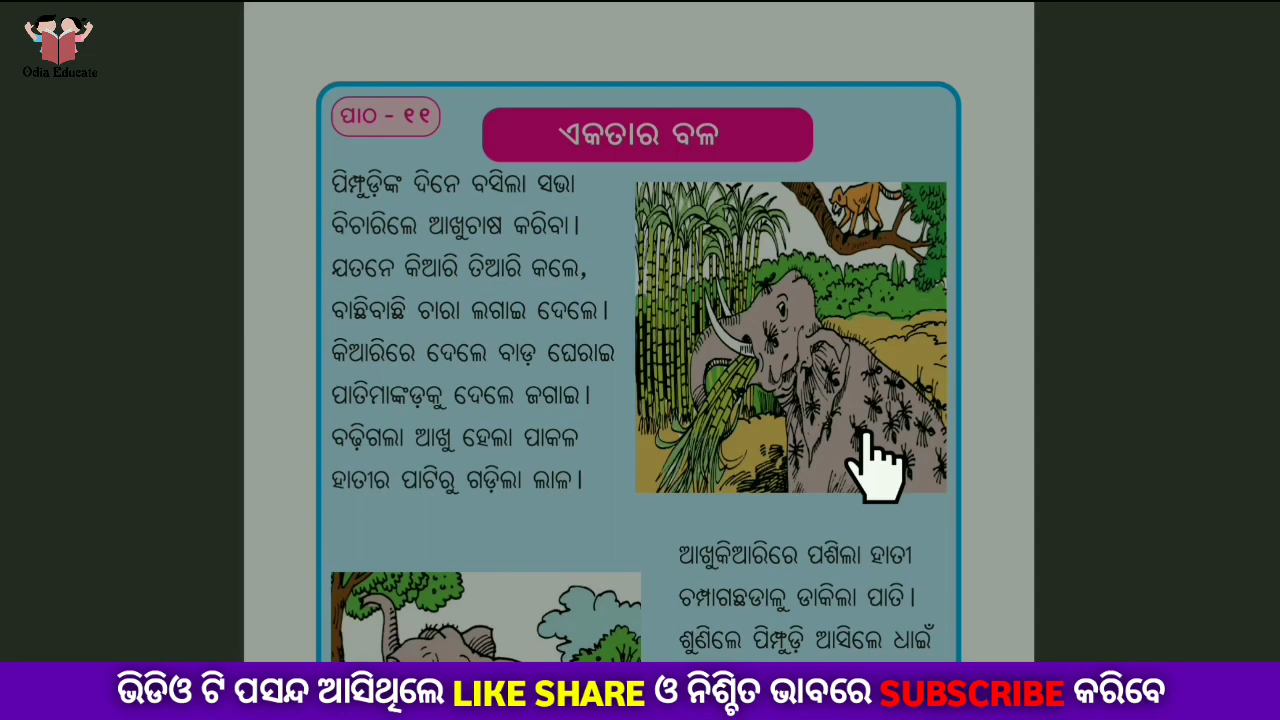 Odia Educate
ପାଠ - ୧୧
ଏକତାର ବଳ
ପିମ୍ପୁଡ଼ିଙ୍କ ଦିନେ ବସିଲା ସଭା
ବିଚାରିଲେ ଆଖୁଚାଷ କରିବା।
ଯତନେ କିଆରି ତିଆରି କଲେ,
ବାଛିବାଛି ଚାରା ଲଗାଇ ଦେଲେ।
କିଆରିରେ ଦେଲେ ବାଡ଼ ଘେରାଇ
ପାତିମାଙ୍କଡ଼କୁ ଦେଲେ ଜଗାଇ।
ବଢ଼ିଗଲା ଆଖୁ ହେଲା ପାକଳ
ହାତୀର ପାଟିରୁ ଗଡ଼ିଲା ଲାଳ।
ଆଖୁକିଆରିରେ ପଶିଲା ହାତୀ
ଚମ୍ପାଗଛଡାଳୁ ଡାକିଲା ପାତି।
ଶୁଣିଲେ ପିମ୍ପୁଡ଼ି ଆସିଲେ ଧାଇଁ
ଭିଡିଓ ଟି ପସନ୍ଦ ଆସିଥିଲେ LIKE SHARE ଓ ନିଶ୍ଚିତ ଭାବରେ SUBSCRIBE କରିବେ